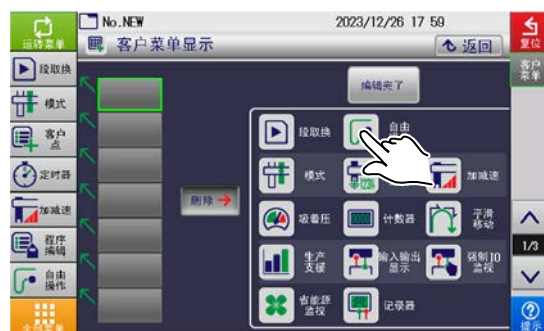 No.NEW
2023/12/26 17 59
运转菜单
客户菜单显示
返回
复位
段取换
模式
客户
点
定时器
加减速
程序
编辑
自由
操作
客户
菜单
编辑完了
删除
段取换
自由
模式
加减速
吸着压
计数器
平滑
移动
生产
支援
输入输出
显示
强制IO
监视
省能源
监视
记录器
1/3
提示